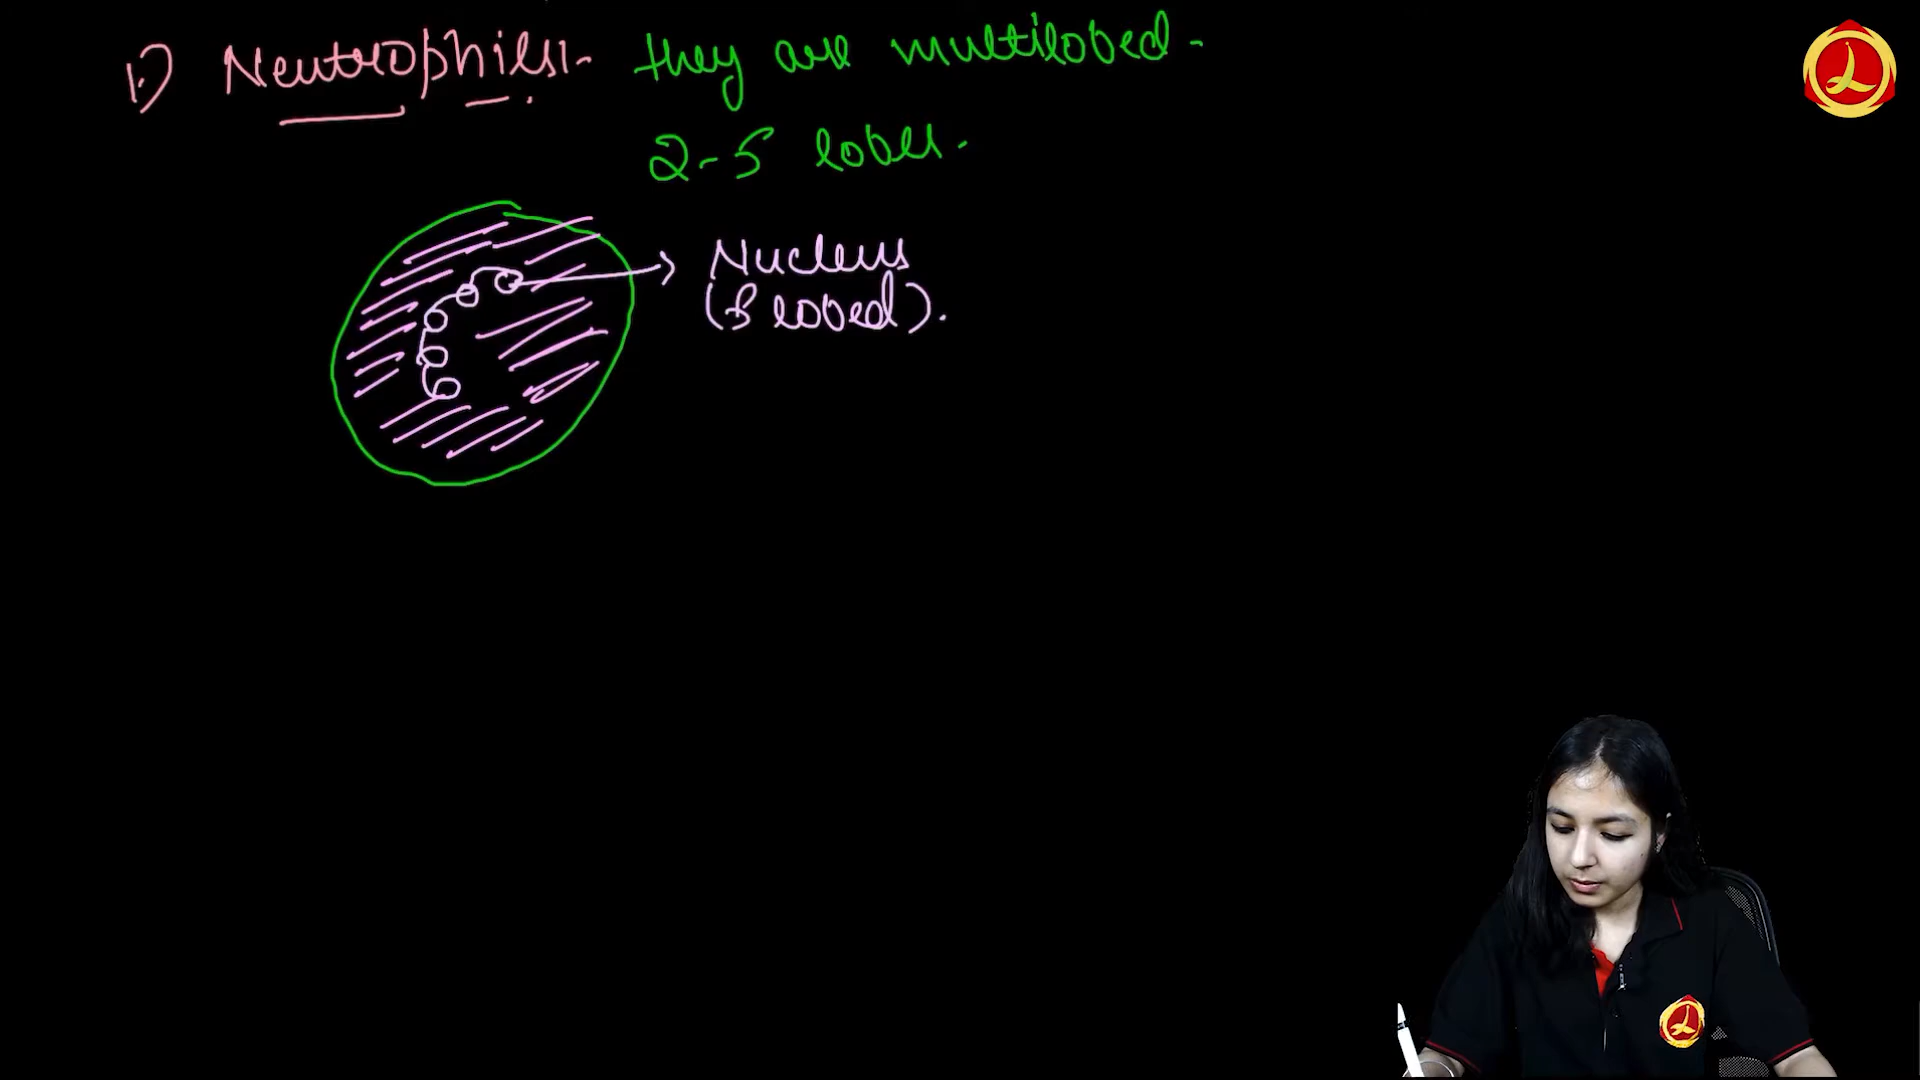 1.) Neutrophils:- they are multilobed.
2-5 lobes.
Nucleus
(5 lobed).